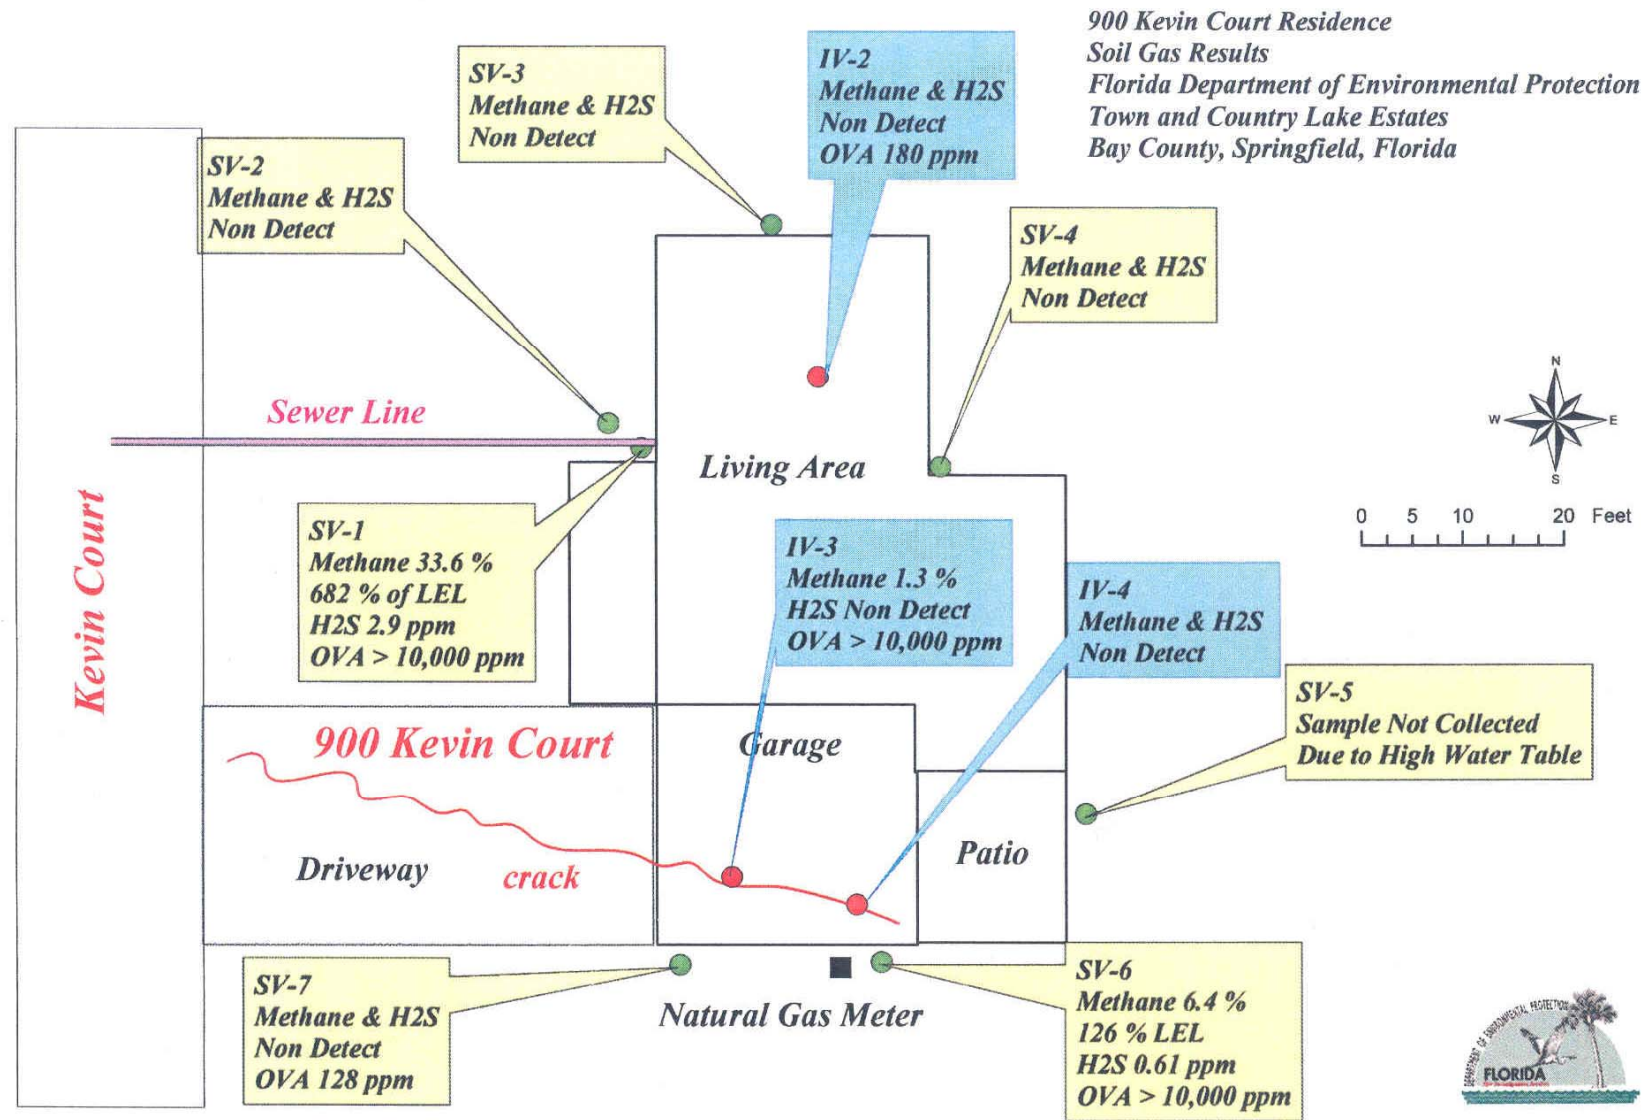 900 Kevin Court Residence
Soil Gas Results
Florida Department of Environmental Protection
Town and Country Lake Estates
Bay County, Springfield, Florida
SV-3
Methane & H2S
Non Detect
IV-2
Methane & H2S
Non Detect
OVA 180 ppm
SV-2
Methane & H2S
Non Detect
SV-4
Methane & H2S
Non Detect
N
W
E
S
Sewer Line
Living Area
Kevin Court
0 5 10 20 Feet
SV-1
Methane 33.6 %
682 % of LEL
H2S 2.9 ppm
OVA > 10,000 ppm
IV-3
Methane 1.3 %
H2S Non Detect
OVA > 10,000 ppm
IV-4
Methane & H2S
Non Detect
SV-5
Sample Not Collected
Due to High Water Table
900 Kevin Court
Garage
Driveway
crack
Patio
SV-7
Methane & H2S
Non Detect
OVA 128 ppm
Natural Gas Meter
SV-6
Methane 6.4 %
126 % LEL
H2S 0.61 ppm
OVA > 10,000 ppm
DEPARTMENT OF ENVIRONMENTAL PROTECTION
FLORIDA